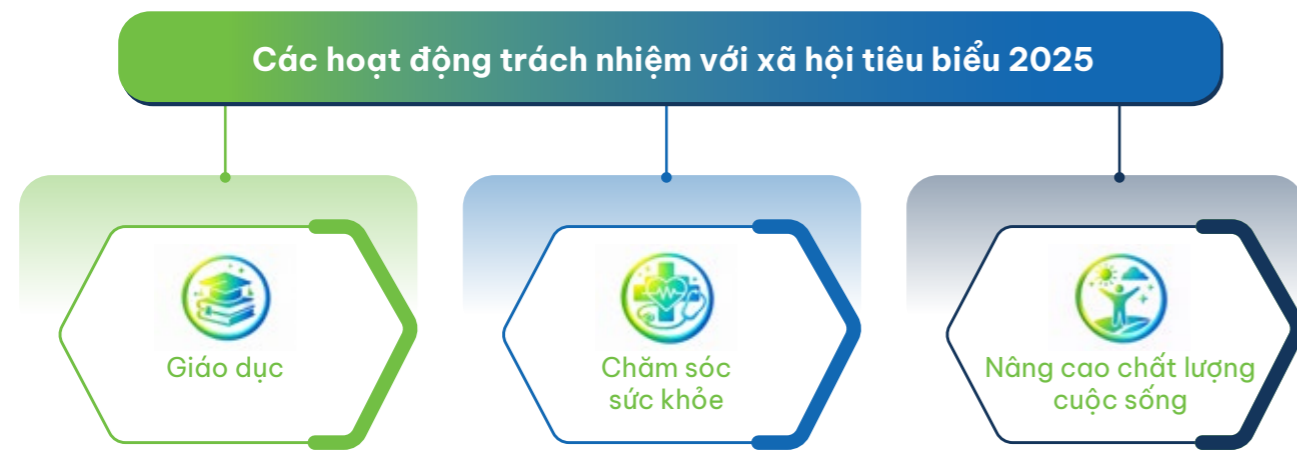 Các hoạt động trách nhiệm với xã hội tiêu biểu 2025
Giáo dục
Chăm sóc
sức khỏe
Nâng cao chất lượng
cuộc sống